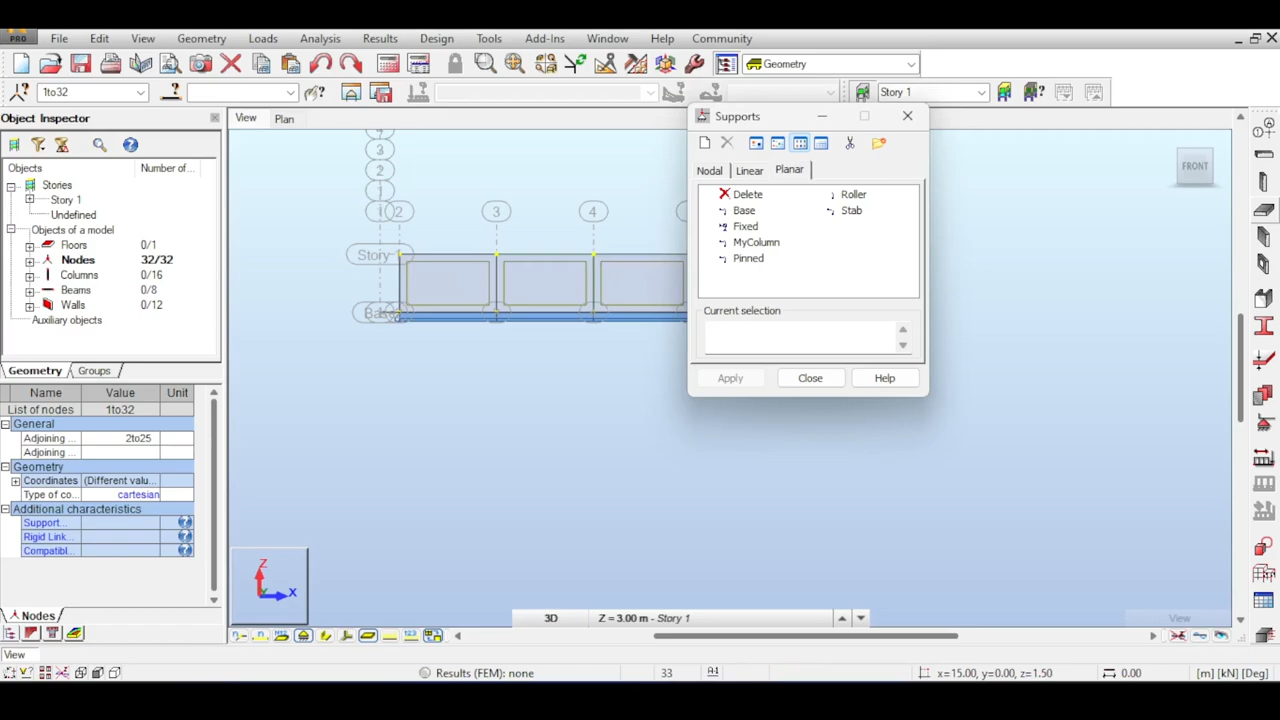 PRO File Edit View Geometry Loads Analysis Results Design Tools Add-Ins Window Help Community
Geometry
1to32
Story 1
Object Inspector
View Plan
Objects Number of...
Stories
Story 1
Undefined
Objects of a model
Floors 0/1
Nodes 32/32
Columns 0/16
Beams 0/8
Walls 0/12
Auxiliary objects
Geometry Groups
Name Value Unit
List of nodes 1to32
General
Adjoining ... 2to25
Adjoining ...
Geometry
Coordinates (Different valu...
Type of co... cartesian
Additional characteristics
Support...
Rigid Link...
Compatibl...
Nodes
3
2
1
1 2 3 4
Story 1
Base
Z
X
Supports
Nodal Linear Planar
Delete Roller
Base Stab
Fixed
MyColumn
Pinned
Current selection
Apply Close Help
FRONT
3D Z = 3.00 m - Story 1
View
View
Results (FEM): none 33 x=15.00, y=0.00, z=1.50 0.00 [m] [kN] [Deg]